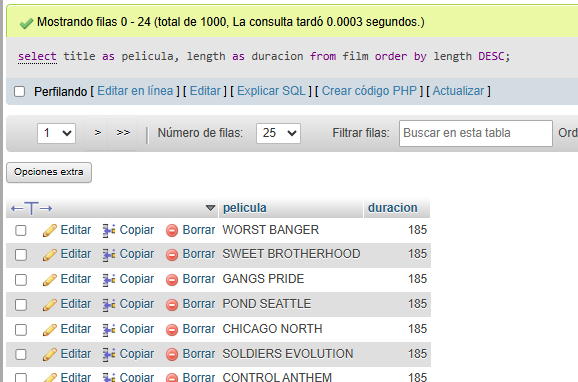 Mostrando filas 0 - 24 (total de 1000, La consulta tardó 0.0003 segundos.)
select title as pelicula, length as duracion from film order by length DESC;
Perfilando [ Editar en línea ] [ Editar ] [ Explicar SQL ] [ Crear código PHP ] [ Actualizar ]
1 > >> | Número de filas: 25 Filtrar filas: Buscar en esta tabla Ord
Opciones extra
←T→ pelicula duracion
Editar Copiar Borrar WORST BANGER 185
Editar Copiar Borrar SWEET BROTHERHOOD 185
Editar Copiar Borrar GANGS PRIDE 185
Editar Copiar Borrar POND SEATTLE 185
Editar Copiar Borrar CHICAGO NORTH 185
Editar Copiar Borrar SOLDIERS EVOLUTION 185
Editar Copiar Borrar CONTROL ANTHEM 185